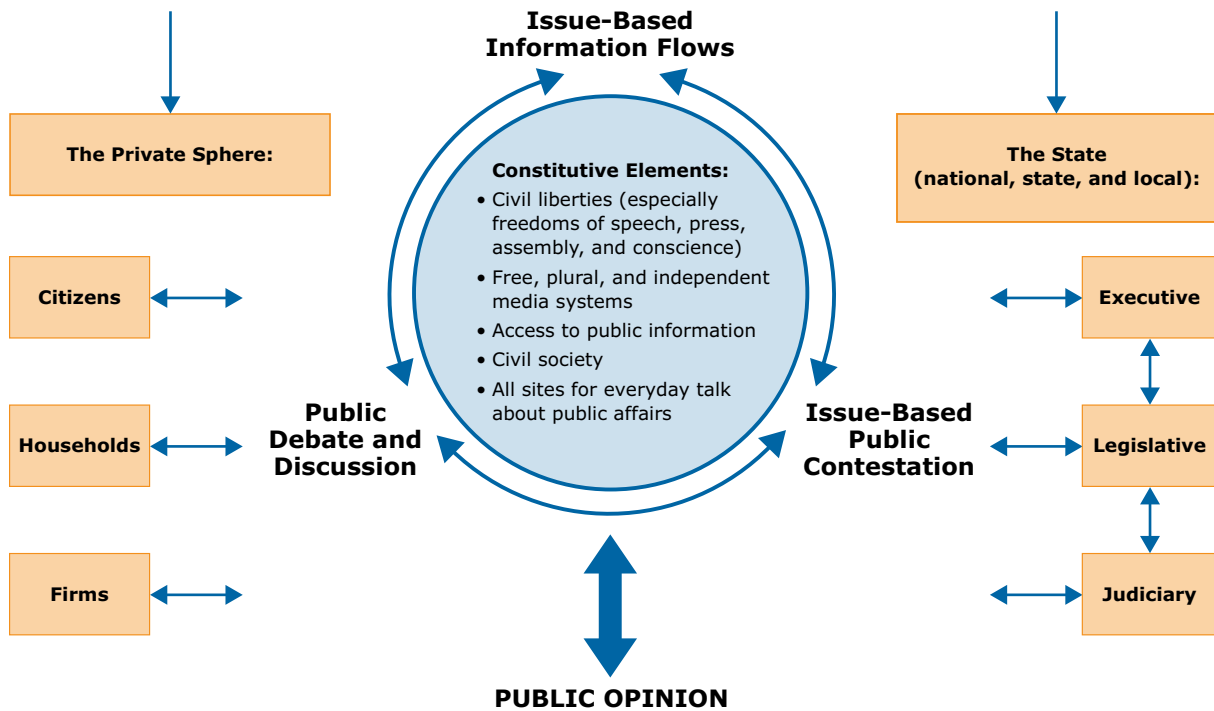 Issue-Based
Information Flows
The Private Sphere:
The State
(national, state, and local):
Constitutive Elements:
• Civil liberties (especially
freedoms of speech, press,
assembly, and conscience)
• Free, plural, and independent
media systems
• Access to public information
• Civil society
• All sites for everyday talk
about public affairs
Citizens
Households
Firms
Public
Debate and
Discussion
Issue-Based
Public
Contestation
Executive
Legislative
Judiciary
PUBLIC OPINION